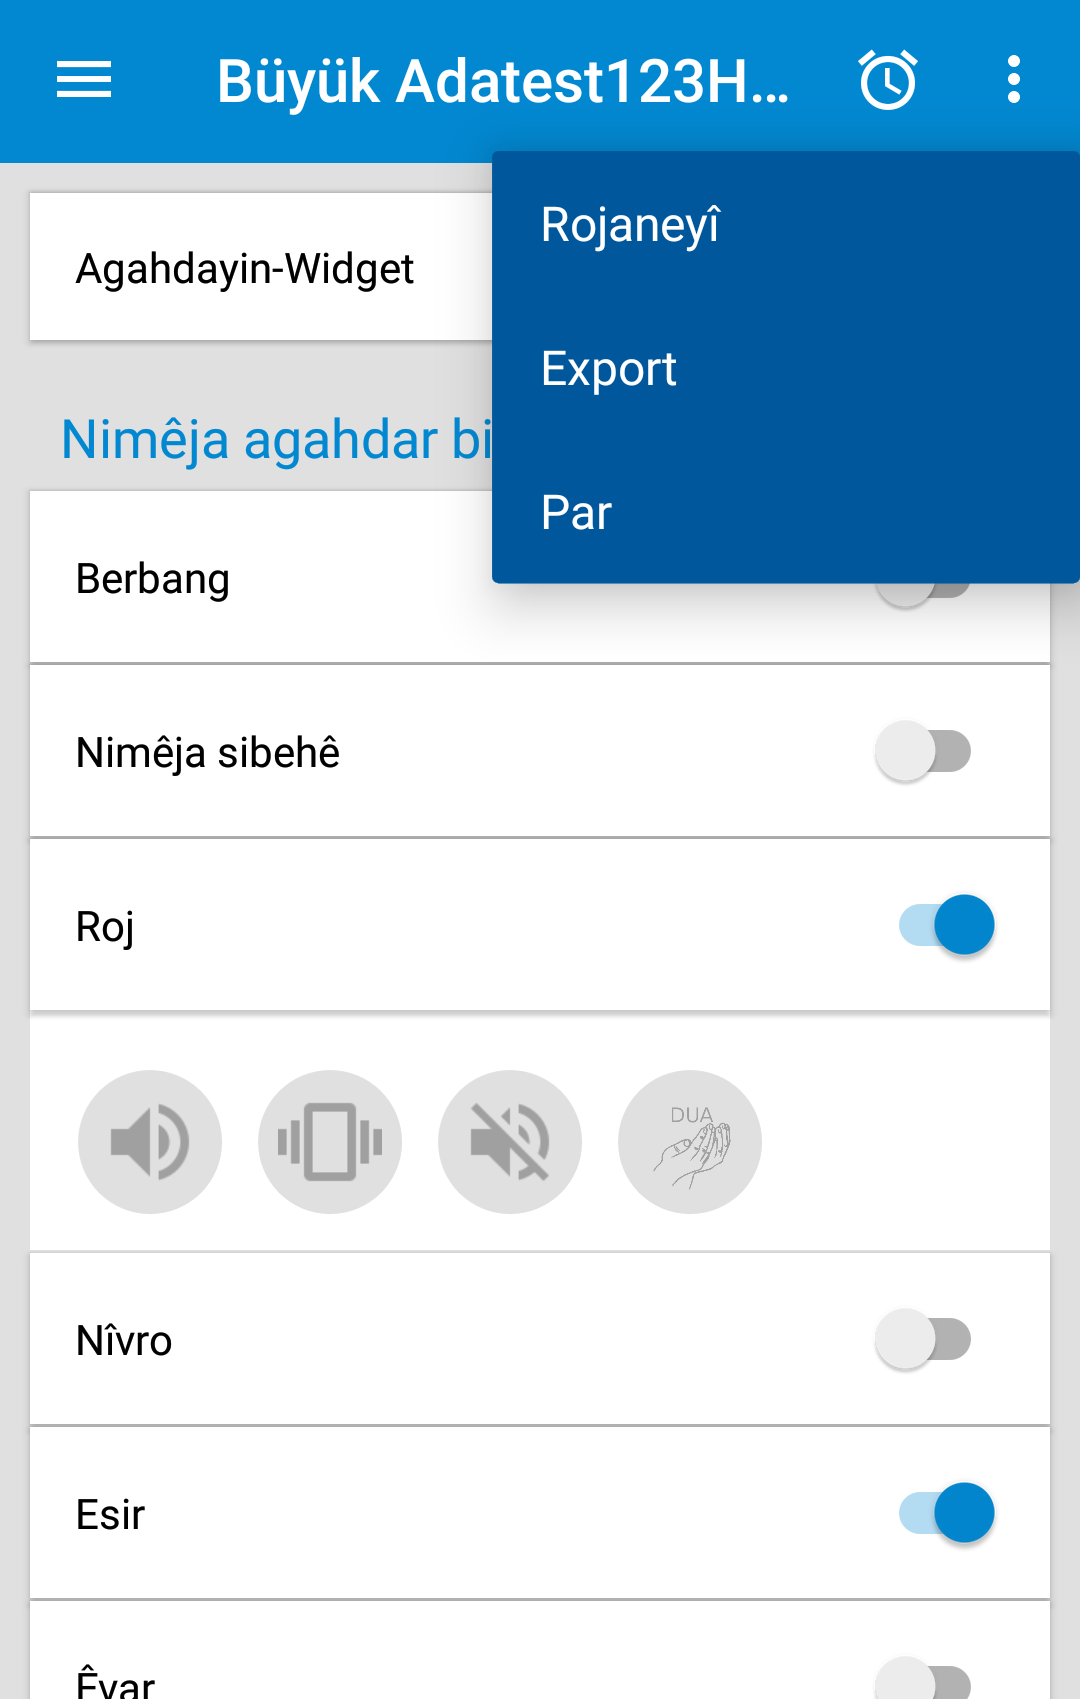 Büyük Adatest123H...
Rojaneyî
Export
Par
Agahdayin-Widget
Nimêja agahdar bi
Berbang
Nimêja sibehê
Roj
DUA
Nîvro
Esir
Êvar